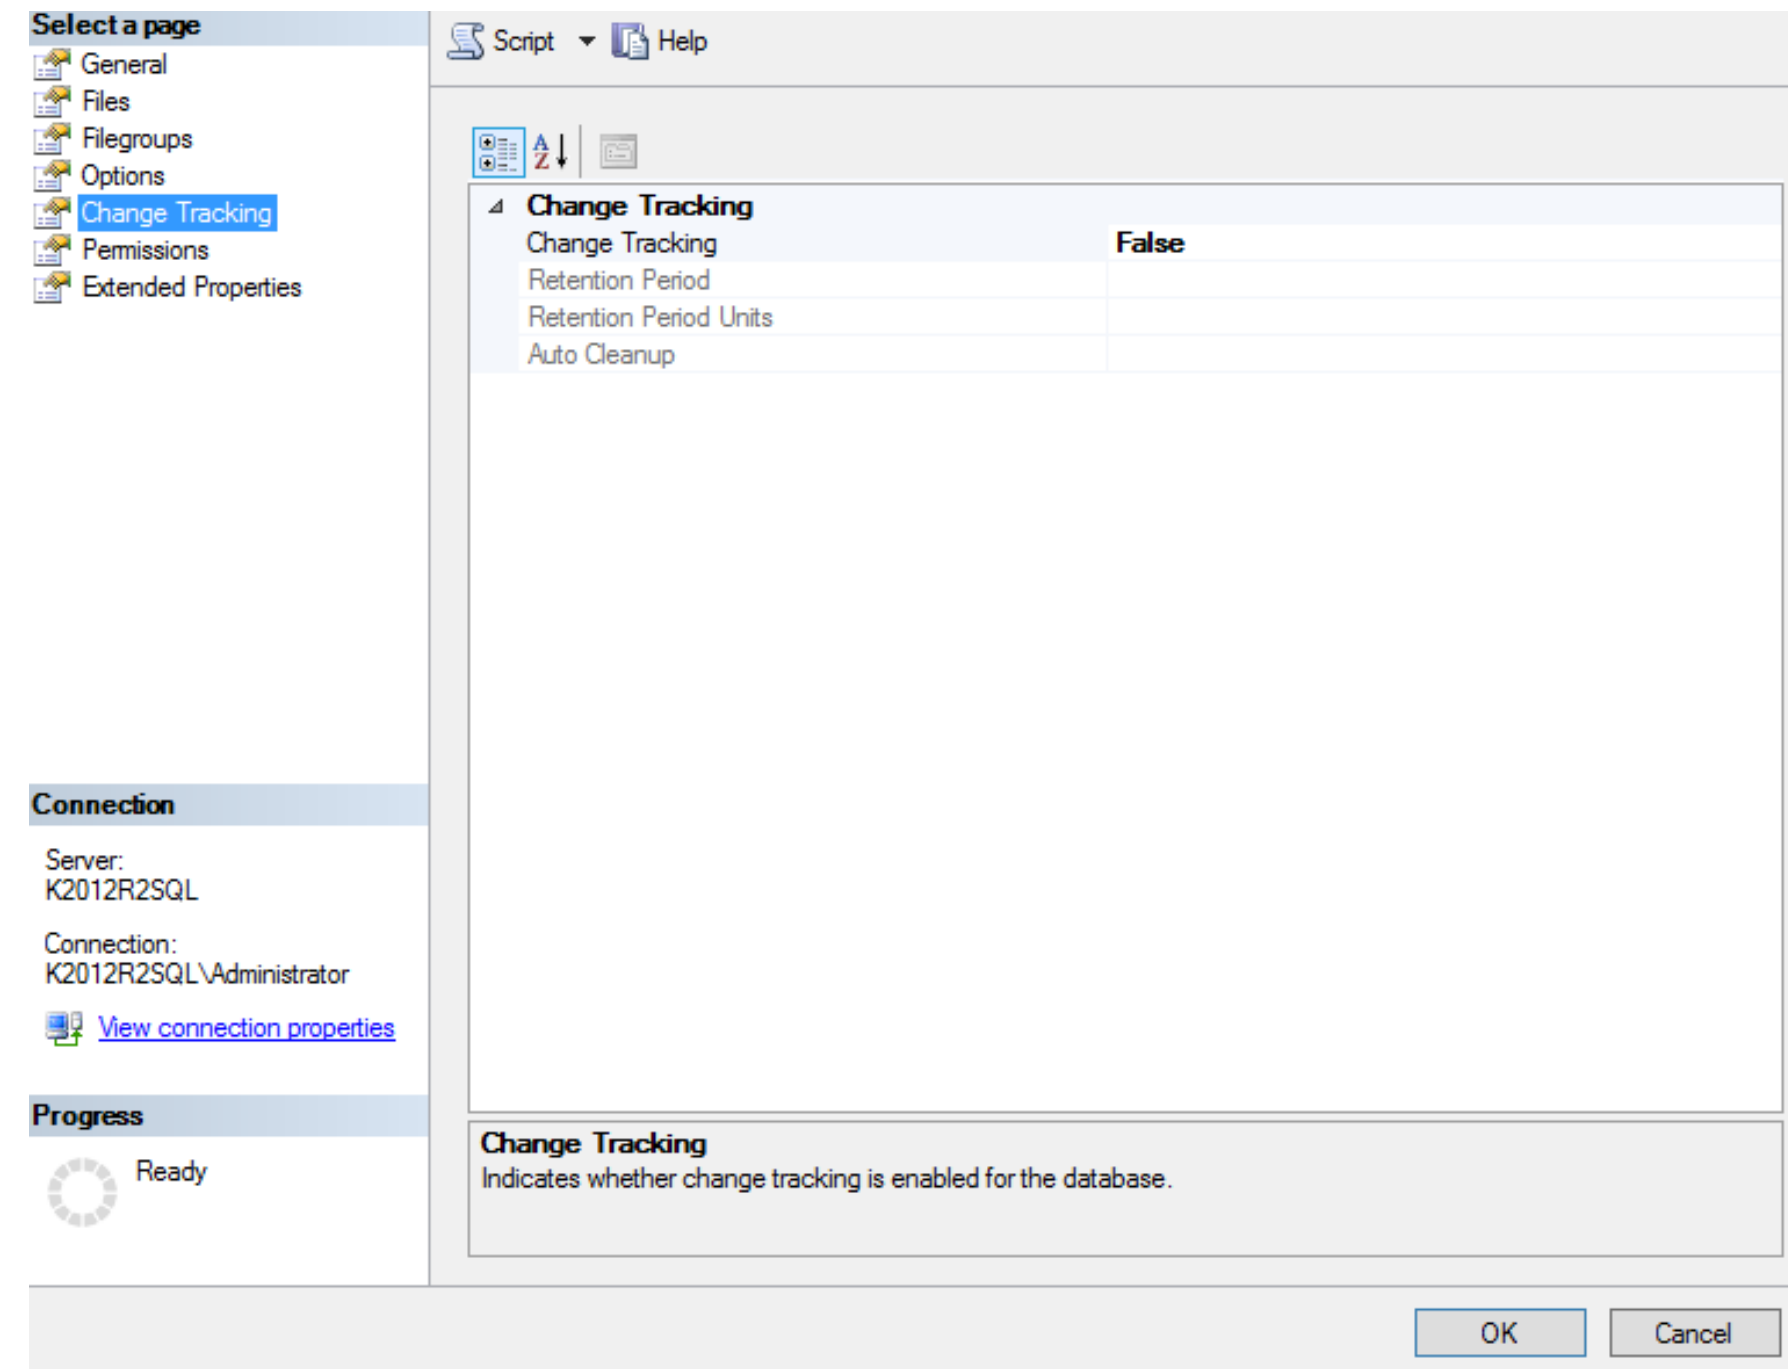 Select a page
General
Files
Filegroups
Options
Change Tracking
Permissions
Extended Properties
Connection
Server:
K2012R2SQL
Connection:
K2012R2SQL\Administrator
View connection properties
Progress
Ready
Script Help
Change Tracking
Change Tracking False
Retention Period
Retention Period Units
Auto Cleanup
Change Tracking
Indicates whether change tracking is enabled for the database.
OK Cancel